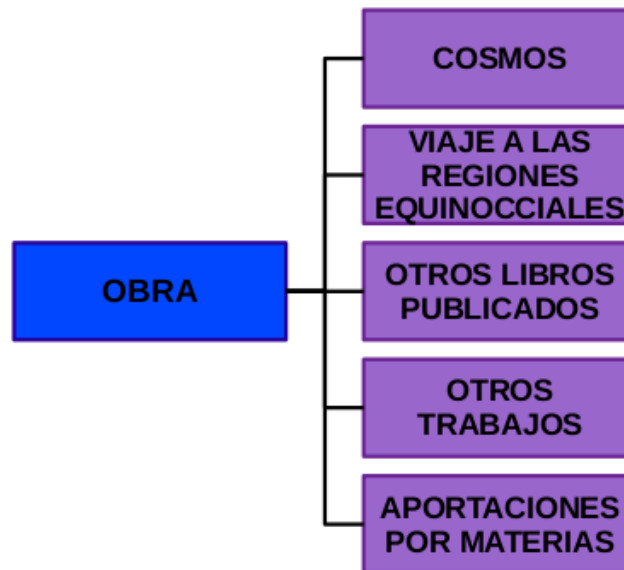 OBRA
COSMOS
VIAJE A LAS
REGIONES
EQUINOCCIALES
OTROS LIBROS
PUBLICADOS
OTROS
TRABAJOS
APORTACIONES
POR MATERIAS